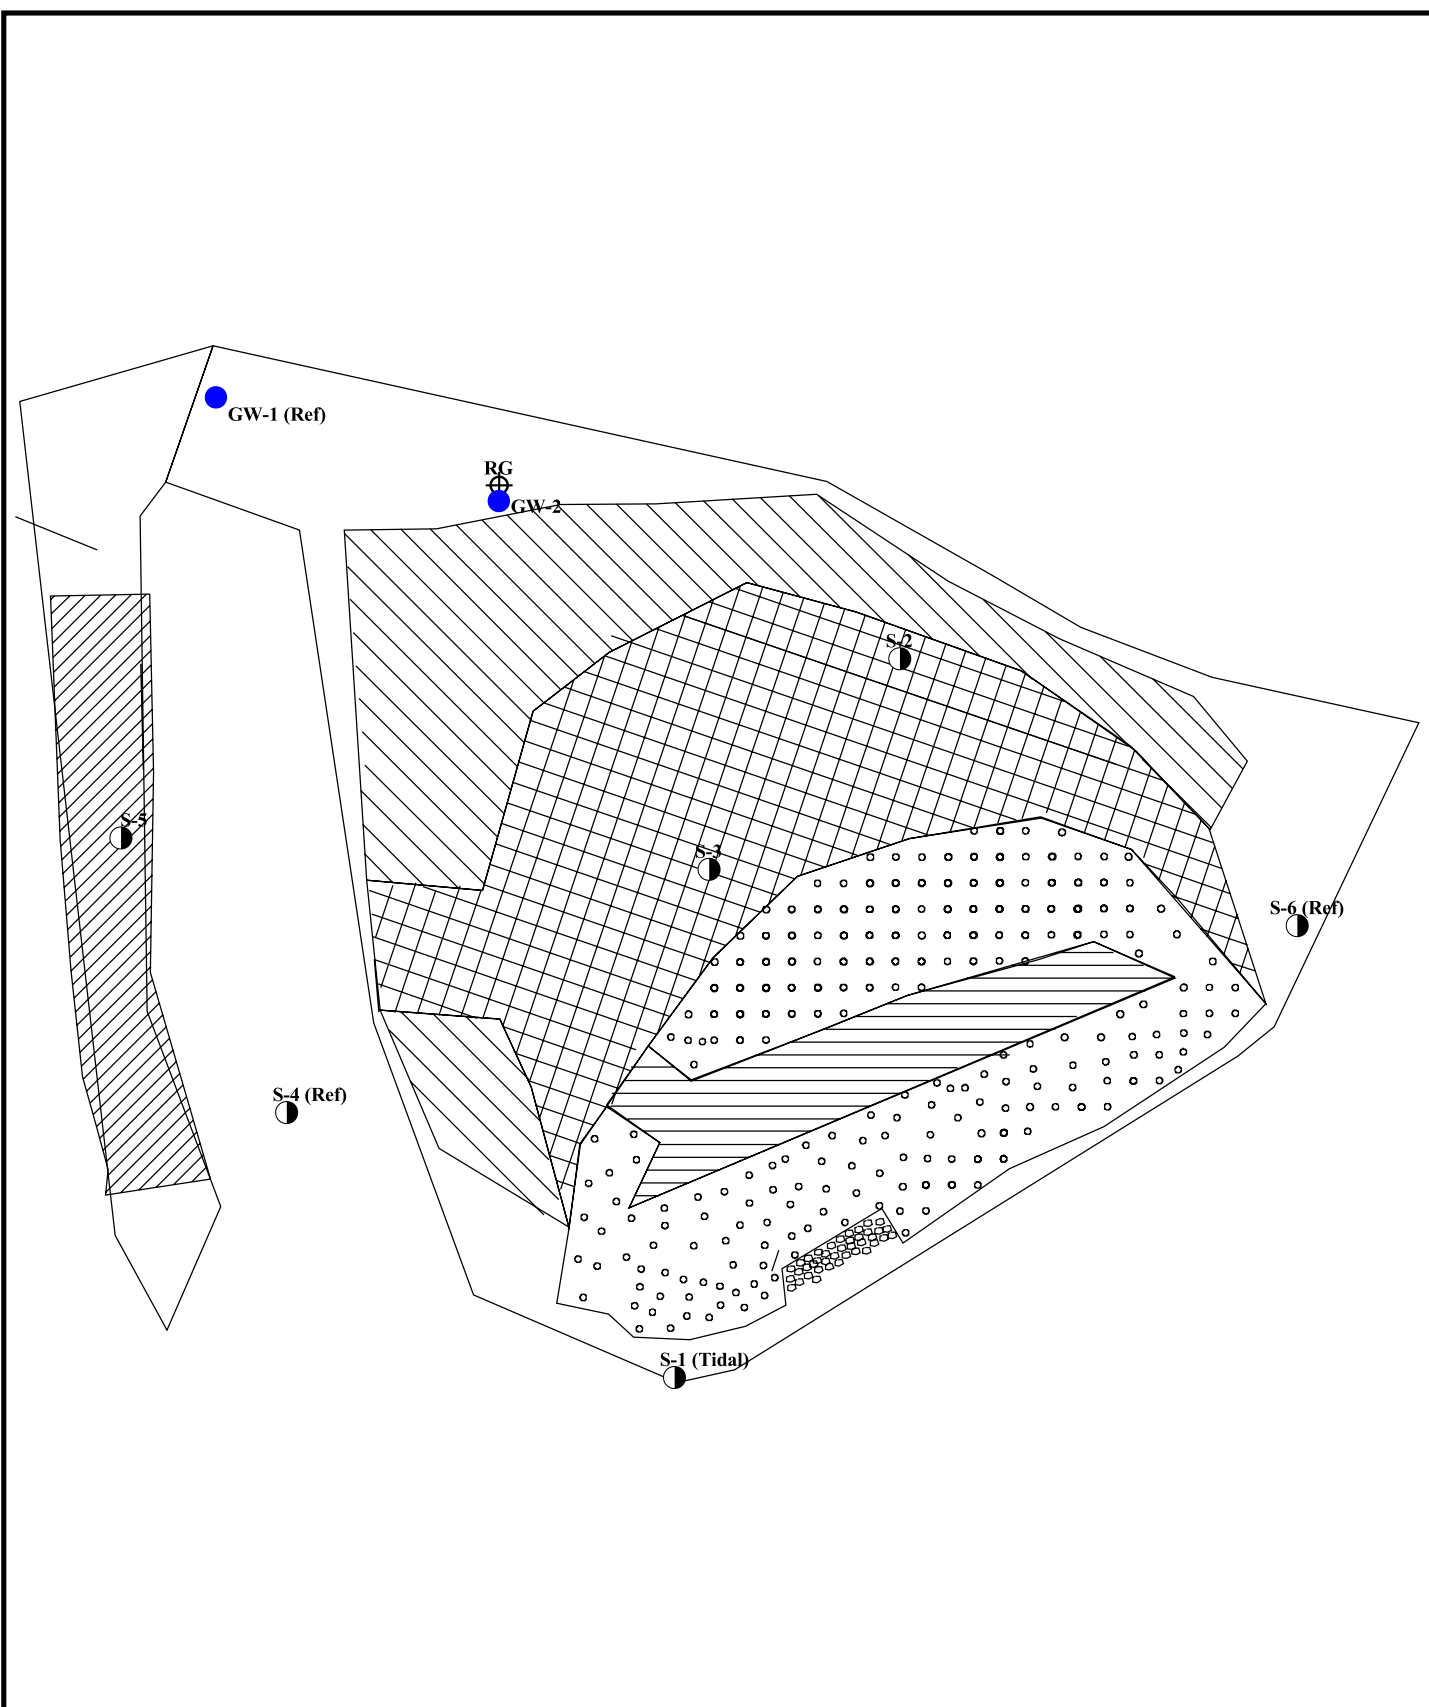 GW-1 (Ref)
RG
GW-2
S-2
S-5
S-3
S-6 (Ref)
S-4 (Ref)
S-1 (Tidal)